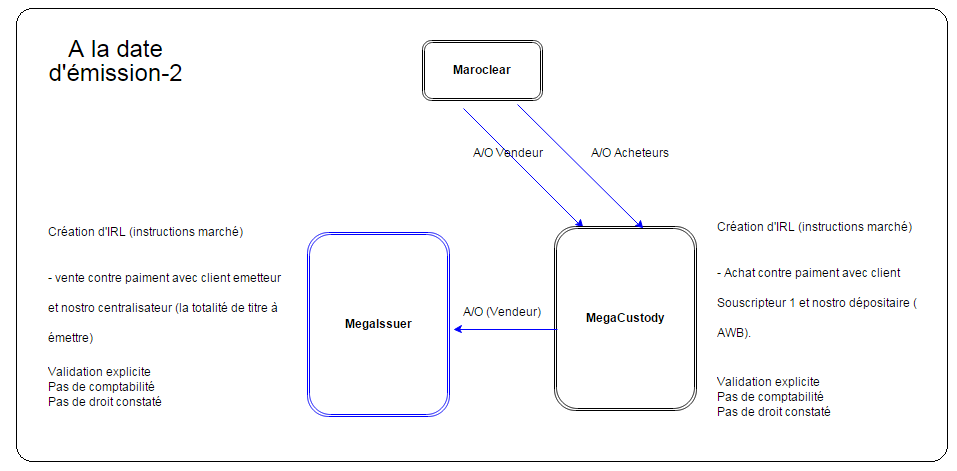 A la date
d'émission-2
Maroclear
A/O Vendeur
A/O Acheteurs
Création d'IRL (instructions marché)
- vente contre paiment avec client emetteur
et nostro centralisateur (la totalité de titre à
émettre)
Validation explicite
Pas de comptabilité
Pas de droit constaté
MegaIssuer
A/O (Vendeur)
MegaCustody
Création d'IRL (instructions marché)
- Achat contre paiment avec client
Souscripteur 1 et nostro dépositaire (
AWB).
Validation explicite
Pas de comptabilité
Pas de droit constaté